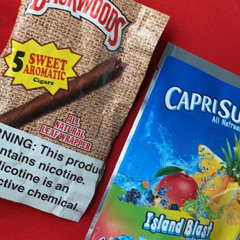 BACKWOODS
5 SWEET
AROMATIC
Cigars
ALL
NATURAL
LEAF WRAPPER
NING: This produ
ntains nicotine.
icotine is an
ctive chemical.
CAPRI SU
All Natura
Island Blast